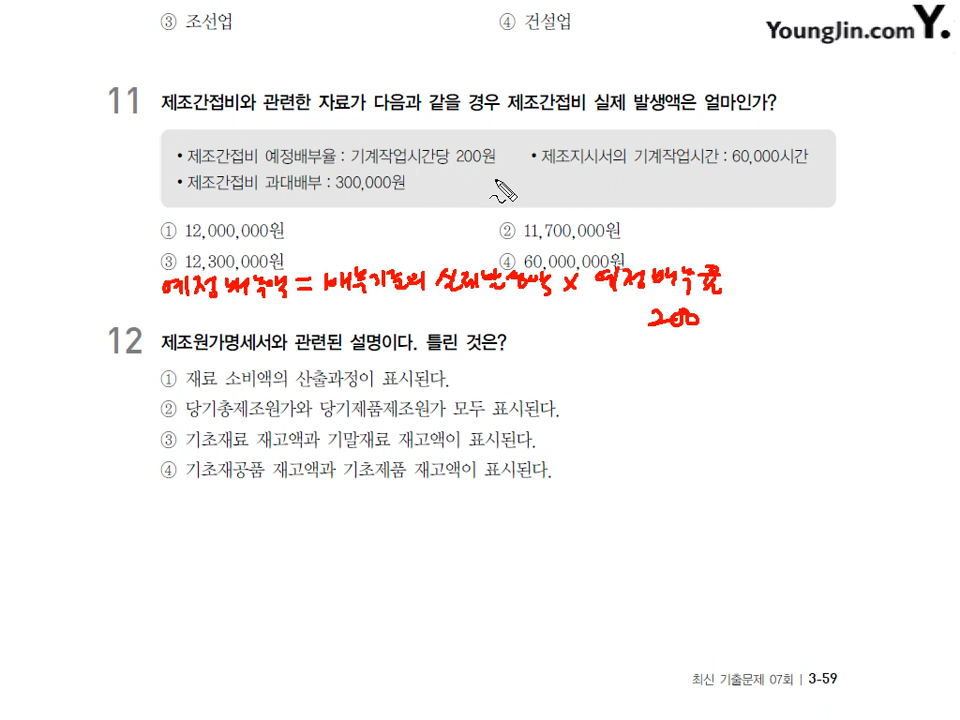 ③ 조선업 ④ 건설업
YoungJin.com Y.
11 제조간접비와 관련한 자료가 다음과 같을 경우 제조간접비 실제 발생액은 얼마인가?
• 제조간접비 예정배부율 : 기계작업시간당 200원 • 제조지시서의 기계작업시간 : 60,000시간
• 제조간접비 과대배부 : 300,000원
① 12,000,000원 ② 11,700,000원
③ 12,300,000원 ④ 60,000,000원
예정배부액 = 배부기준의 실제발생액 x 예정배부율
200
12 제조원가명세서와 관련된 설명이다. 틀린 것은?
① 재료 소비액의 산출과정이 표시된다.
② 당기총제조원가와 당기제품제조원가 모두 표시된다.
③ 기초재료 재고액과 기말재료 재고액이 표시된다.
④ 기초재공품 재고액과 기초제품 재고액이 표시된다.
최신 기출문제 07회 | 3-59